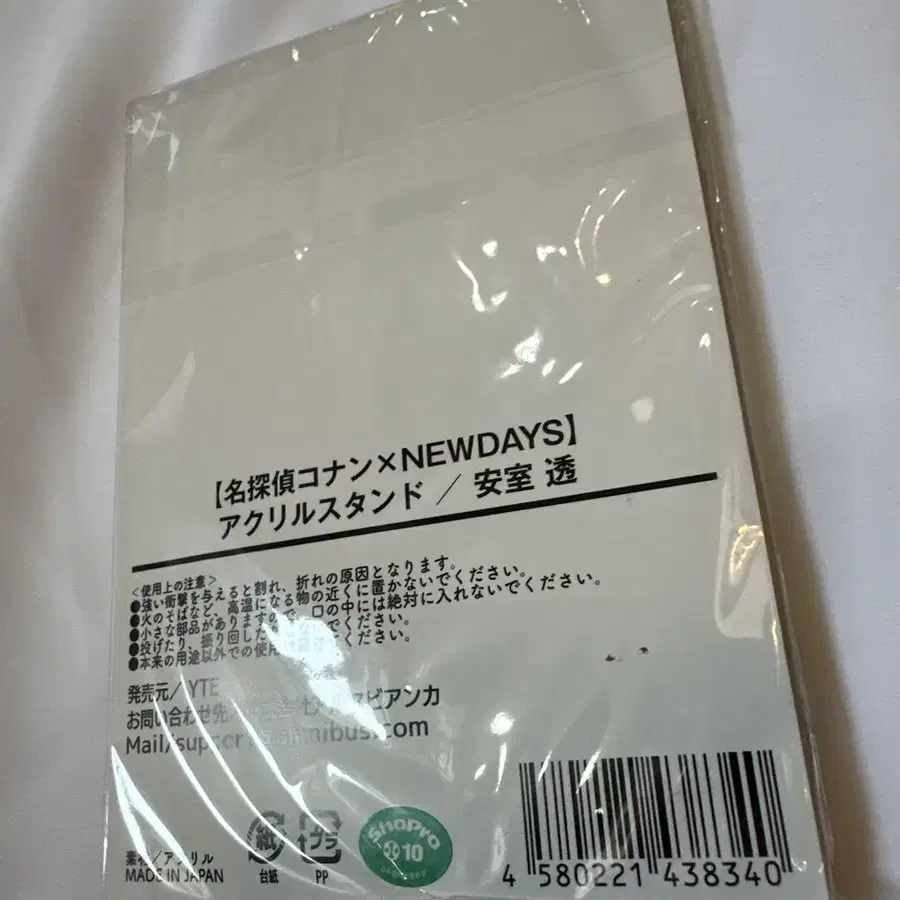 【名探偵コナン×NEWDAYS】
アクリルスタンド ／ 安室 透
<使用上の注意>
●強い衝撃を与えると割れ、折れの原因となります。
●火のそばなど、高温になる物の近くに置かないでください。
●小さな部品がありますので、口の中には絶対に入れないでください。
●投げたり、振り回した ください。
●本来の用途以外での使用 ください。
発売元/ YTE
お問い合わせ先 ビアンカ
Mail/ nibus.com
素材/アクリル
MADE IN JAPAN
紙
台紙
プラ
PP
ShoPro
10
4 580221 438340